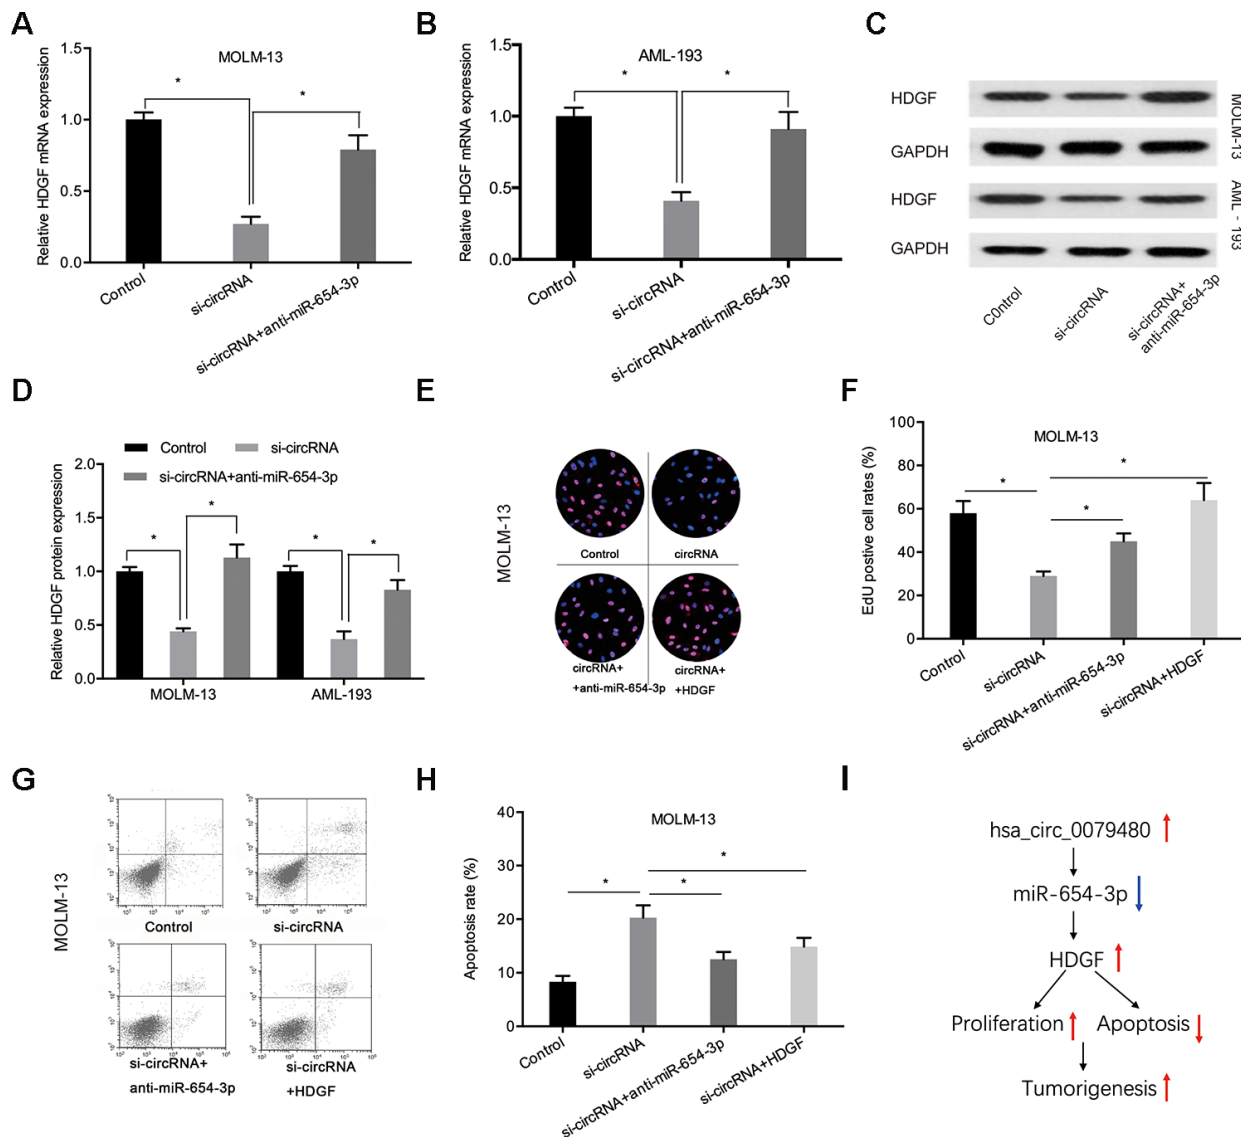 A
MOLM-13
Relative HDGF mRNA expression
1.5
1.0
0.5
0.0
*
*
Control
si-circRNA
si-circRNA+anti-miR-654-3p
B
AML-193
Relative HDGF mRNA expression
1.5
1.0
0.5
0.0
*
*
Control
si-circRNA
si-circRNA+anti-miR-654-3p
C
HDGF
GAPDH
HDGF
GAPDH
MOLM-13
AML - 193
C0ntrol
si-circRNA
si-circRNA+
anti-miR-654-3p
D
Control
si-circRNA
si-circRNA+anti-miR-654-3p
Relative HDGF protein expression
2.0
1.5
1.0
0.5
0.0
*
*
*
*
MOLM-13
AML-193
E
MOLM-13
Control
circRNA
circRNA+
+anti-miR-654-3p
circRNA+
+HDGF
F
MOLM-13
EdU postive cell rates (%)
100
80
60
40
20
0
*
*
*
Control
si-circRNA
si-circRNA+anti-miR-654-3p
si-circRNA+HDGF
G
MOLM-13
Control
si-circRNA
si-circRNA+
anti-miR-654-3p
si-circRNA
+HDGF
H
MOLM-13
Apoptosis rate (%)
40
30
20
10
0
*
*
*
Control
si-circRNA
si-circRNA+anti-miR-654-3p
si-circRNA+HDGF
I
hsa_circ_0079480
miR-654-3p
HDGF
Proliferation
Apoptosis
Tumorigenesis